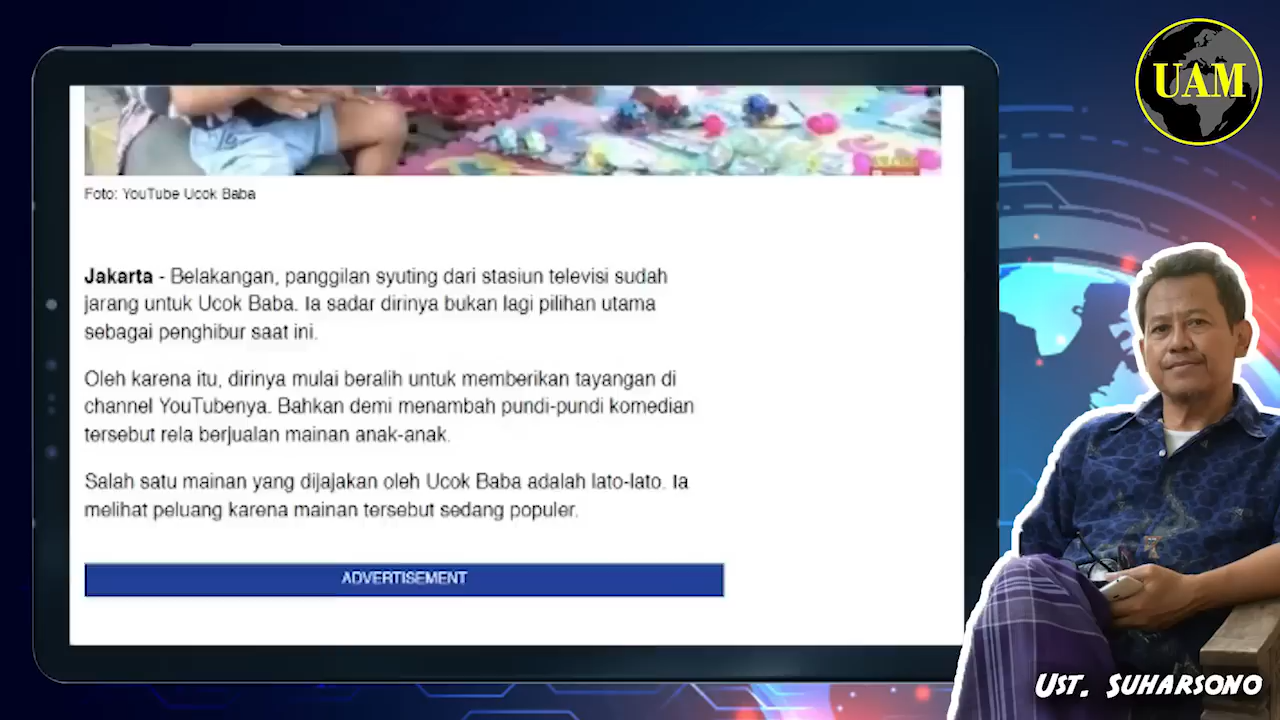 UAM
Foto: YouTube Ucok Baba
Jakarta - Belakangan, panggilan syuting dari stasiun televisi sudah
jarang untuk Ucok Baba. Ia sadar dirinya bukan lagi pilihan utama
sebagai penghibur saat ini.
Oleh karena itu, dirinya mulai beralih untuk memberikan tayangan di
channel YouTubenya. Bahkan demi menambah pundi-pundi komedian
tersebut rela berjualan mainan anak-anak.
Salah satu mainan yang dijajakan oleh Ucok Baba adalah lato-lato. Ia
melihat peluang karena mainan tersebut sedang populer.
ADVERTISEMENT
UST. SUHARSONO